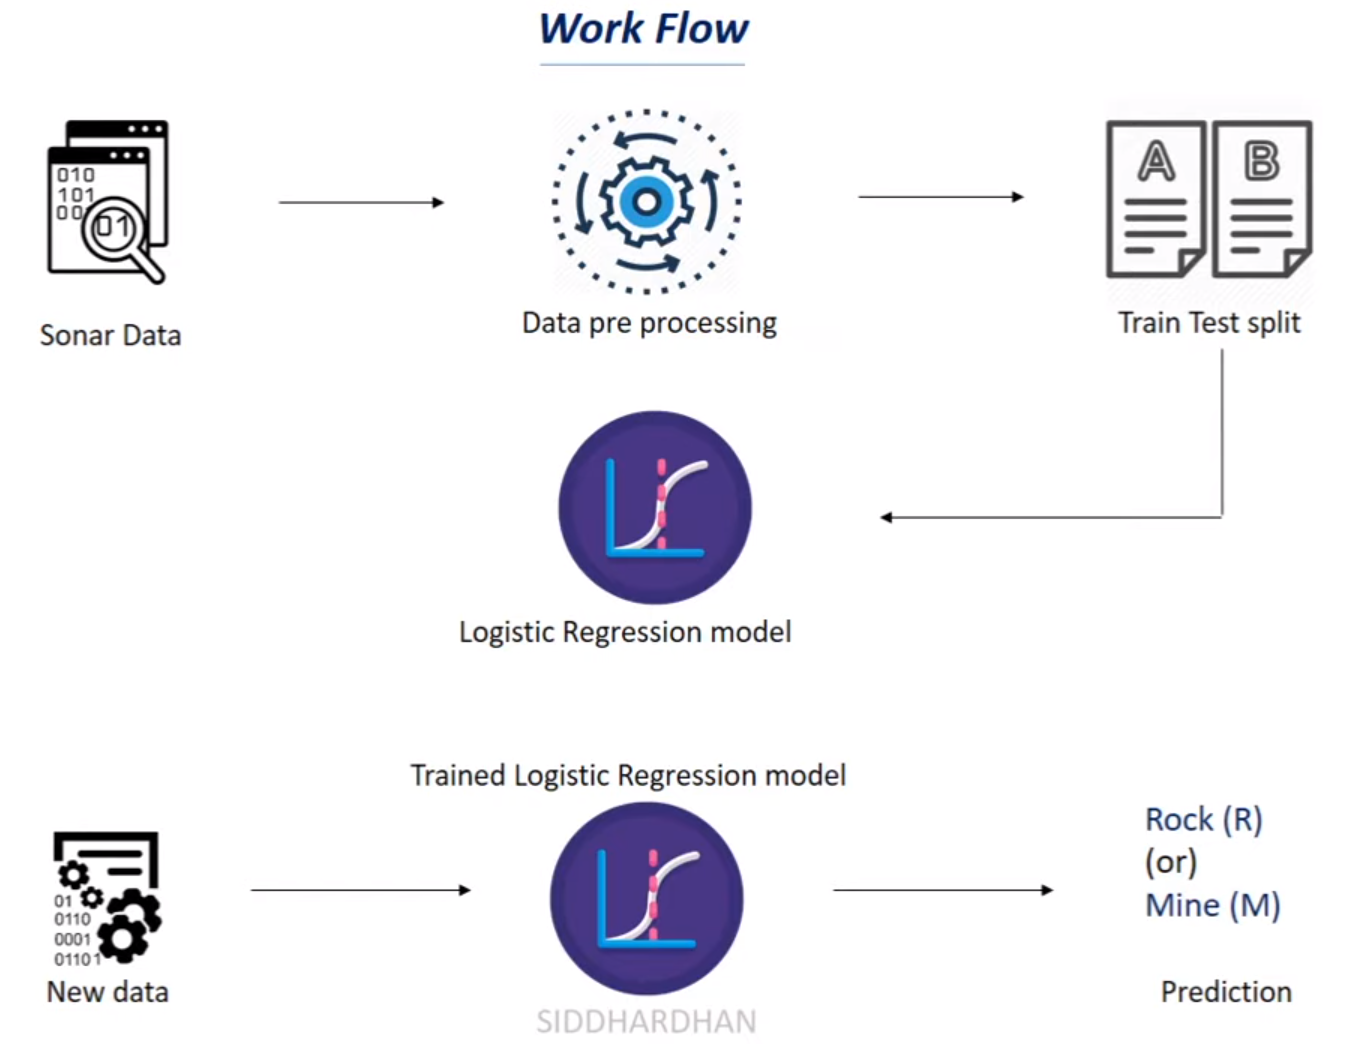 Work Flow
010
101
00
01
A
B
Sonar Data
Data pre processing
Train Test split
Logistic Regression model
Trained Logistic Regression model
Rock (R)
(or)
Mine (M)
01
0110
0001
01101
New data
Prediction
SIDDHARDHAN